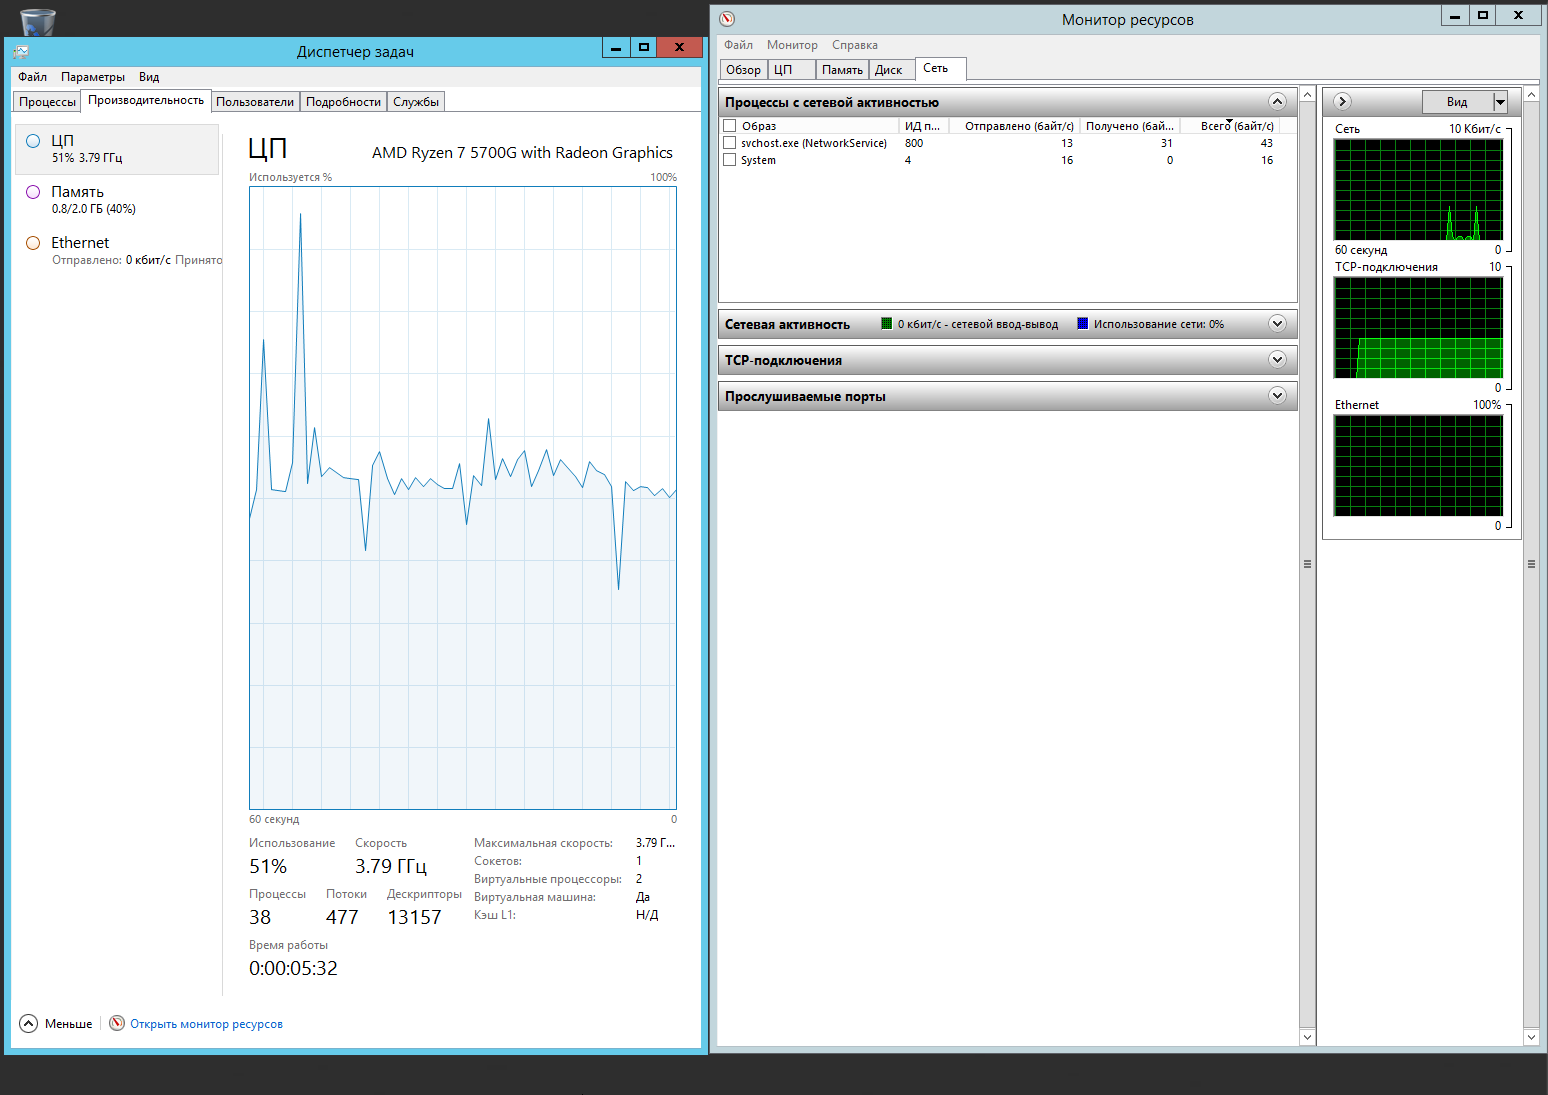 Диспетчер задач
Файл Параметры Вид
Процессы Производительность Пользователи Подробности Службы
ЦП
51% 3.79 ГГц
Память
0.8/2.0 ГБ (40%)
Ethernet
Отправлено: 0 кбит/с Принято
ЦП
AMD Ryzen 7 5700G with Radeon Graphics
Используется % 100%
60 секунд 0
Использование Скорость
51% 3.79 ГГц
Процессы Потоки Дескрипторы
38 477 13157
Время работы
0:00:05:32
Максимальная скорость: 3.79 Г...
Сокетов: 1
Виртуальные процессоры: 2
Виртуальная машина: Да
Кэш L1: Н/Д
Меньше Открыть монитор ресурсов
Монитор ресурсов
Файл Монитор Справка
Обзор ЦП Память Диск Сеть
Процессы с сетевой активностью
Образ ИД п... Отправлено (байт/с) Получено (бай... Всего (байт/с)
svchost.exe (NetworkService) 800 13 31 43
System 4 16 0 16
Сетевая активность 0 кбит/с - сетевой ввод-вывод Использование сети: 0%
TCP-подключения
Прослушиваемые порты
Вид
Сеть 10 Кбит/с
60 секунд 0
TCP-подключения 10
0
Ethernet 100%
0